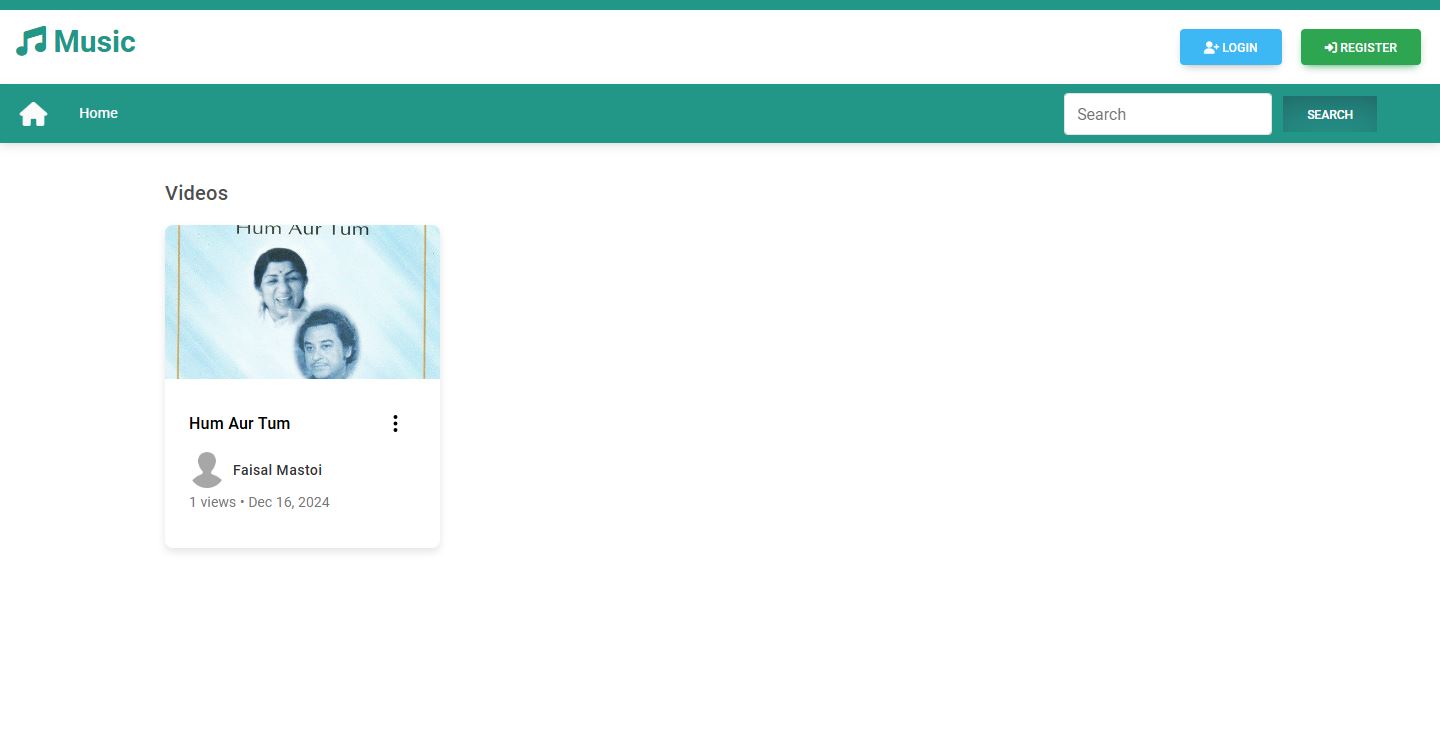 Music
LOGIN
REGISTER
Home
Search
SEARCH
Videos
Hum Aur Tum
Hum Aur Tum
Faisal Mastoi
1 views • Dec 16, 2024